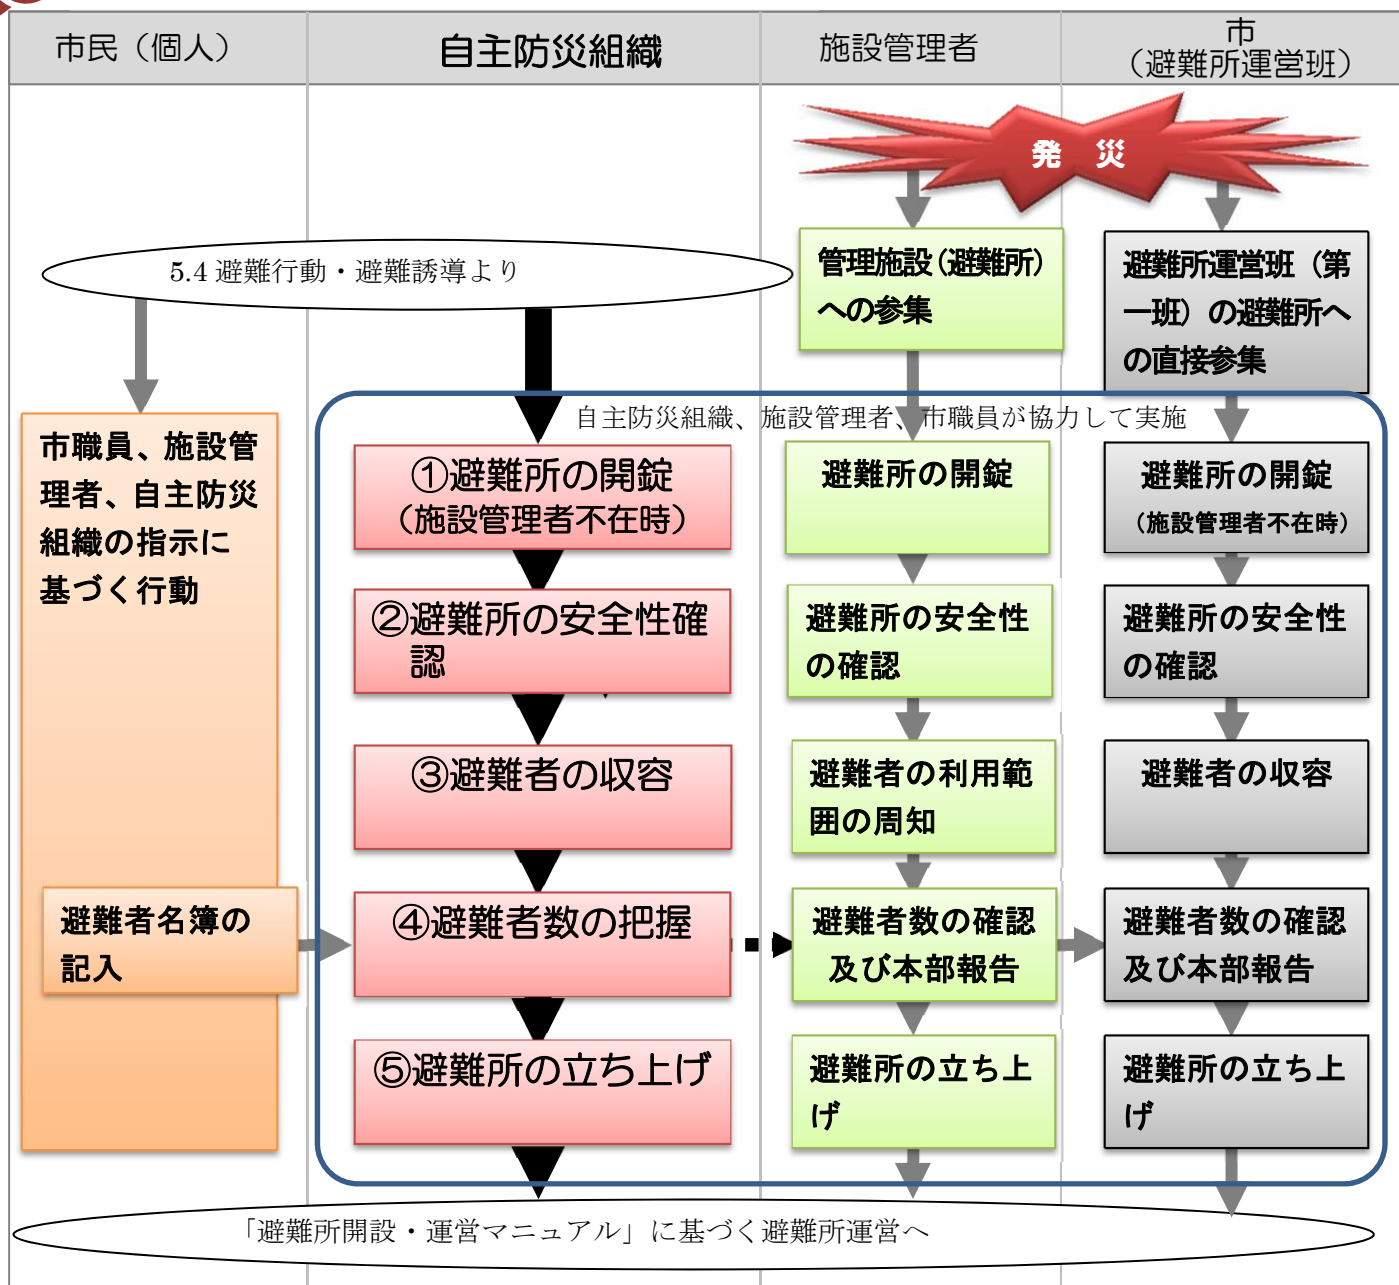 市民（個人）
自主防災組織
施設管理者
市
（避難所運営班）
発　災
5.4 避難行動・避難誘導より
管理施設（避難所）
への参集
避難所運営班（第
一班）の避難所へ
の直接参集
自主防災組織、施設管理者、市職員が協力して実施
市職員、施設管
理者、自主防災
組織の指示に
基づく行動
①避難所の開錠
（施設管理者不在時）
避難所の開錠
避難所の開錠
（施設管理者不在時）
②避難所の安全性確
認
避難所の安全性
の確認
避難所の安全性
の確認
③避難者の収容
避難者の利用範
囲の周知
避難者の収容
避難者名簿の
記入
④避難者数の把握
避難者数の確認
及び本部報告
避難者数の確認
及び本部報告
⑤避難所の立ち上げ
避難所の立ち上
げ
避難所の立ち上
げ
「避難所開設・運営マニュアル」に基づく避難所運営へ